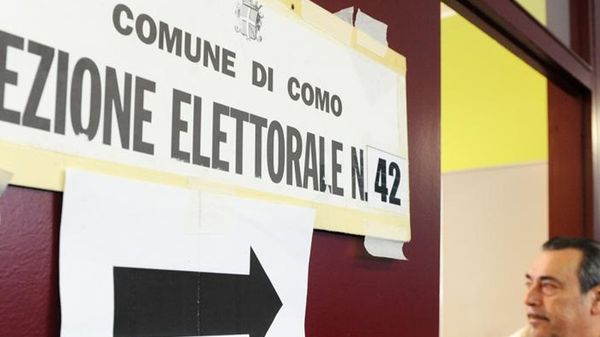 COMUNE DI COMO
EZIONE ELETTORALE N. 42